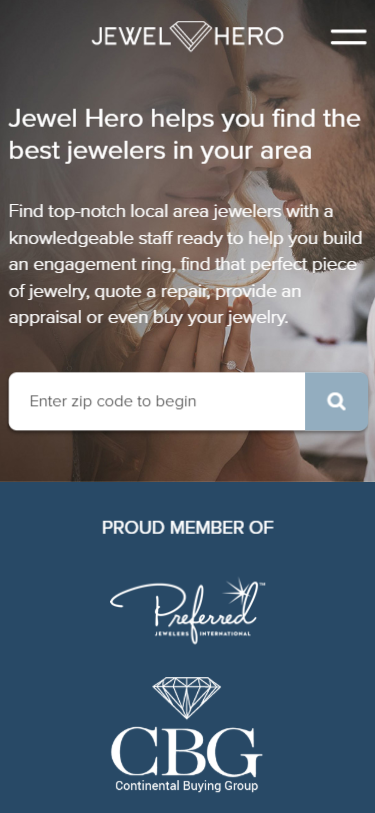 JEWEL HERO
Jewel Hero helps you find the
best jewelers in your area
Find top-notch local area jewelers with a
knowledgeable staff ready to help you build
an engagement ring, find that perfect piece
of jewelry, quote a repair, provide an
appraisal or even buy your jewelry.
Enter zip code to begin
PROUD MEMBER OF
Preferred™
JEWELERS INTERNATIONAL
CBG
Continental Buying Group